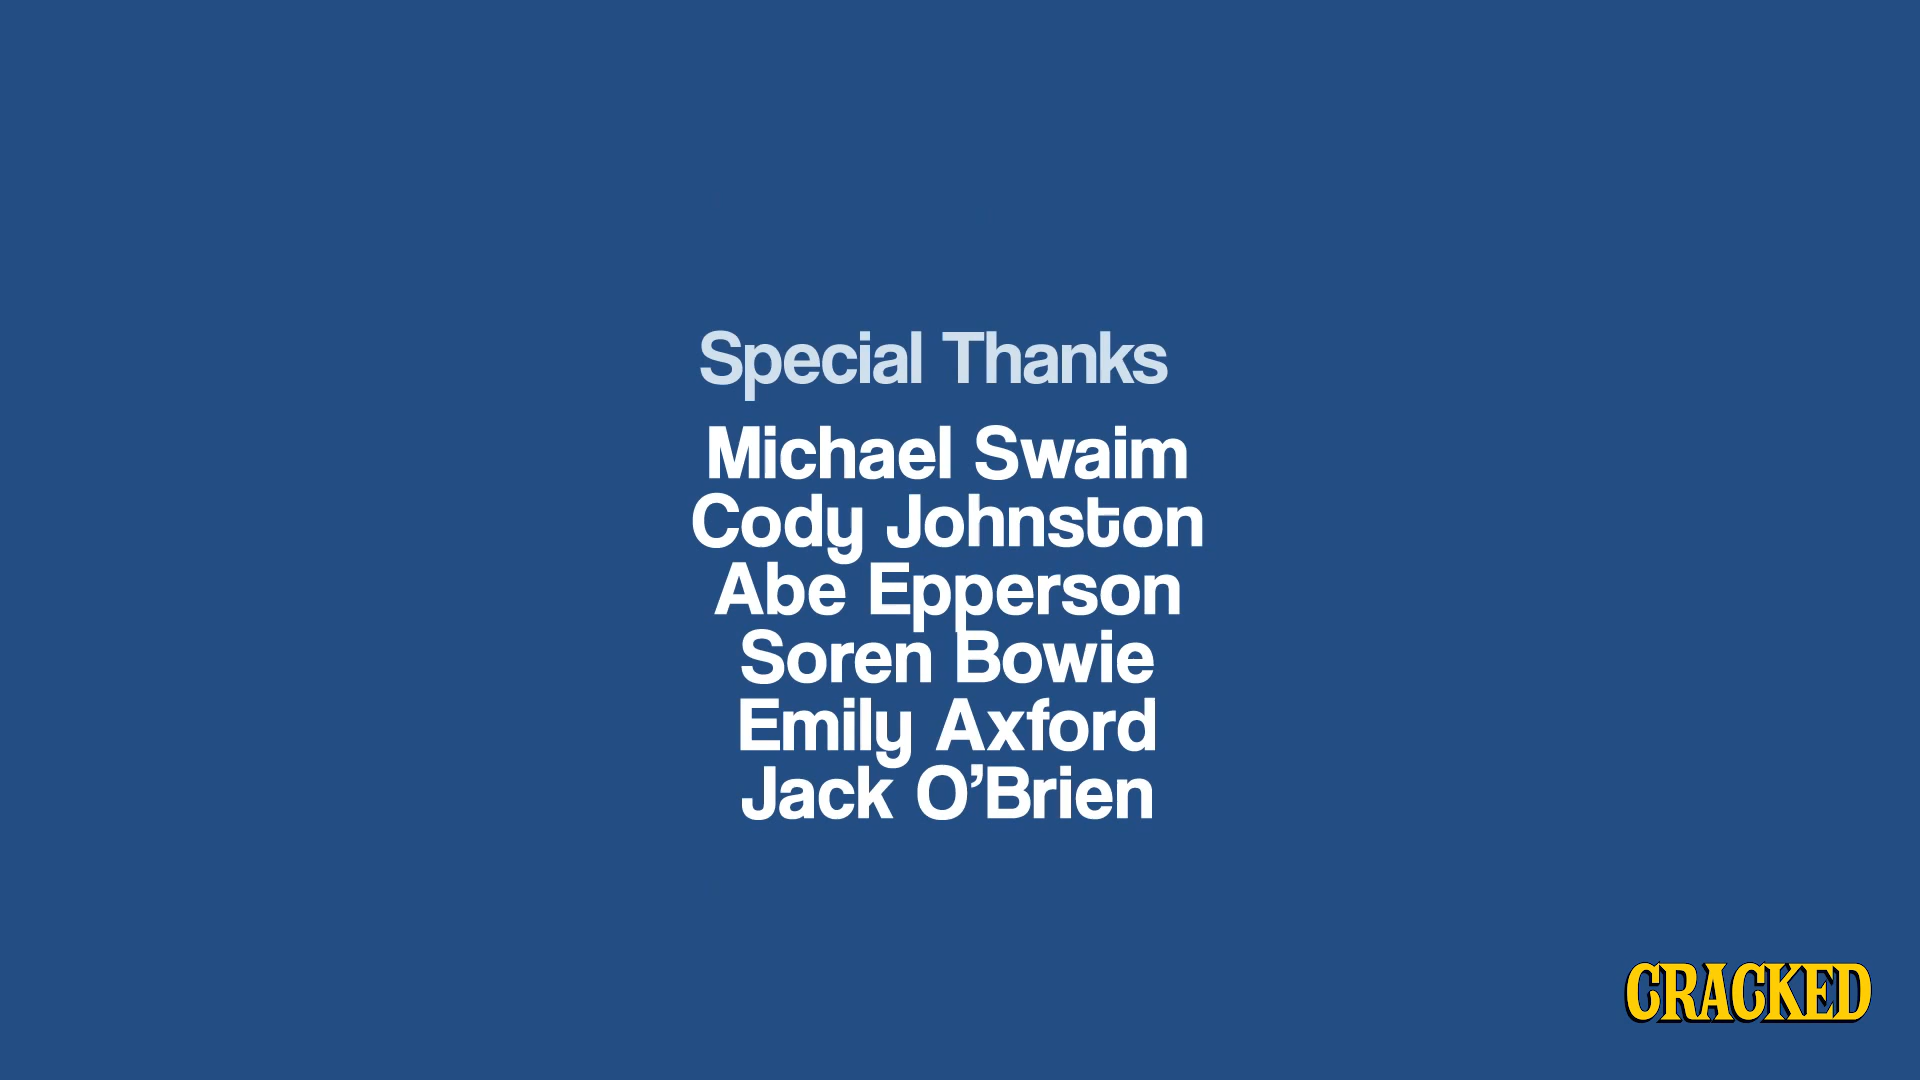 Special Thanks
Michael Swaim
Cody Johnston
Abe Epperson
Soren Bowie
Emily Axford
Jack O’Brien
CRACKED